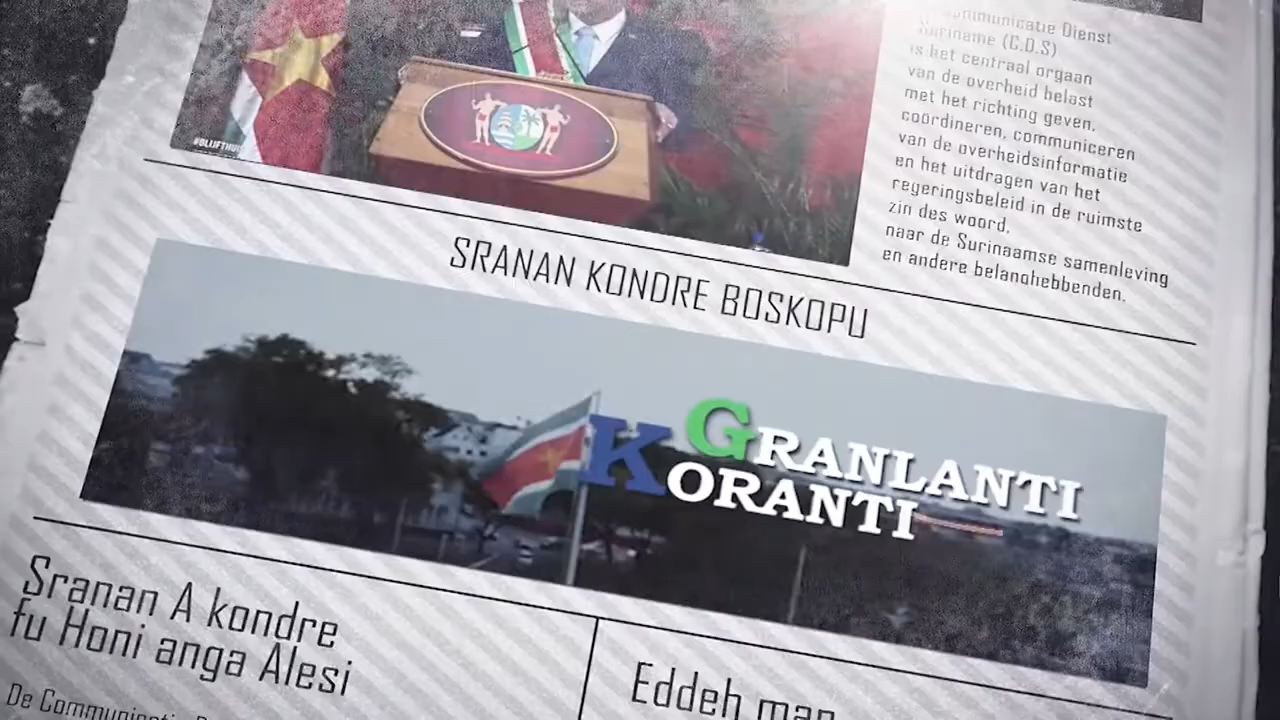 Communicatie Dienst
Suriname (C.D.S)
is het centraal orgaan
van de overheid belast
met het richting geven,
coördineren, communiceren
van de overheidsinformatie
en het uitdragen van het
regeringsbeleid in de ruimste
zin des woord,
naar de Surinaamse samenleving
en andere belanghebbenden.
SRANAN KONDRE BOSKOPU
GRANLANTI
KORANTI
Sranan A kondre
fu Honi anga Alesi
Eddeh man
De